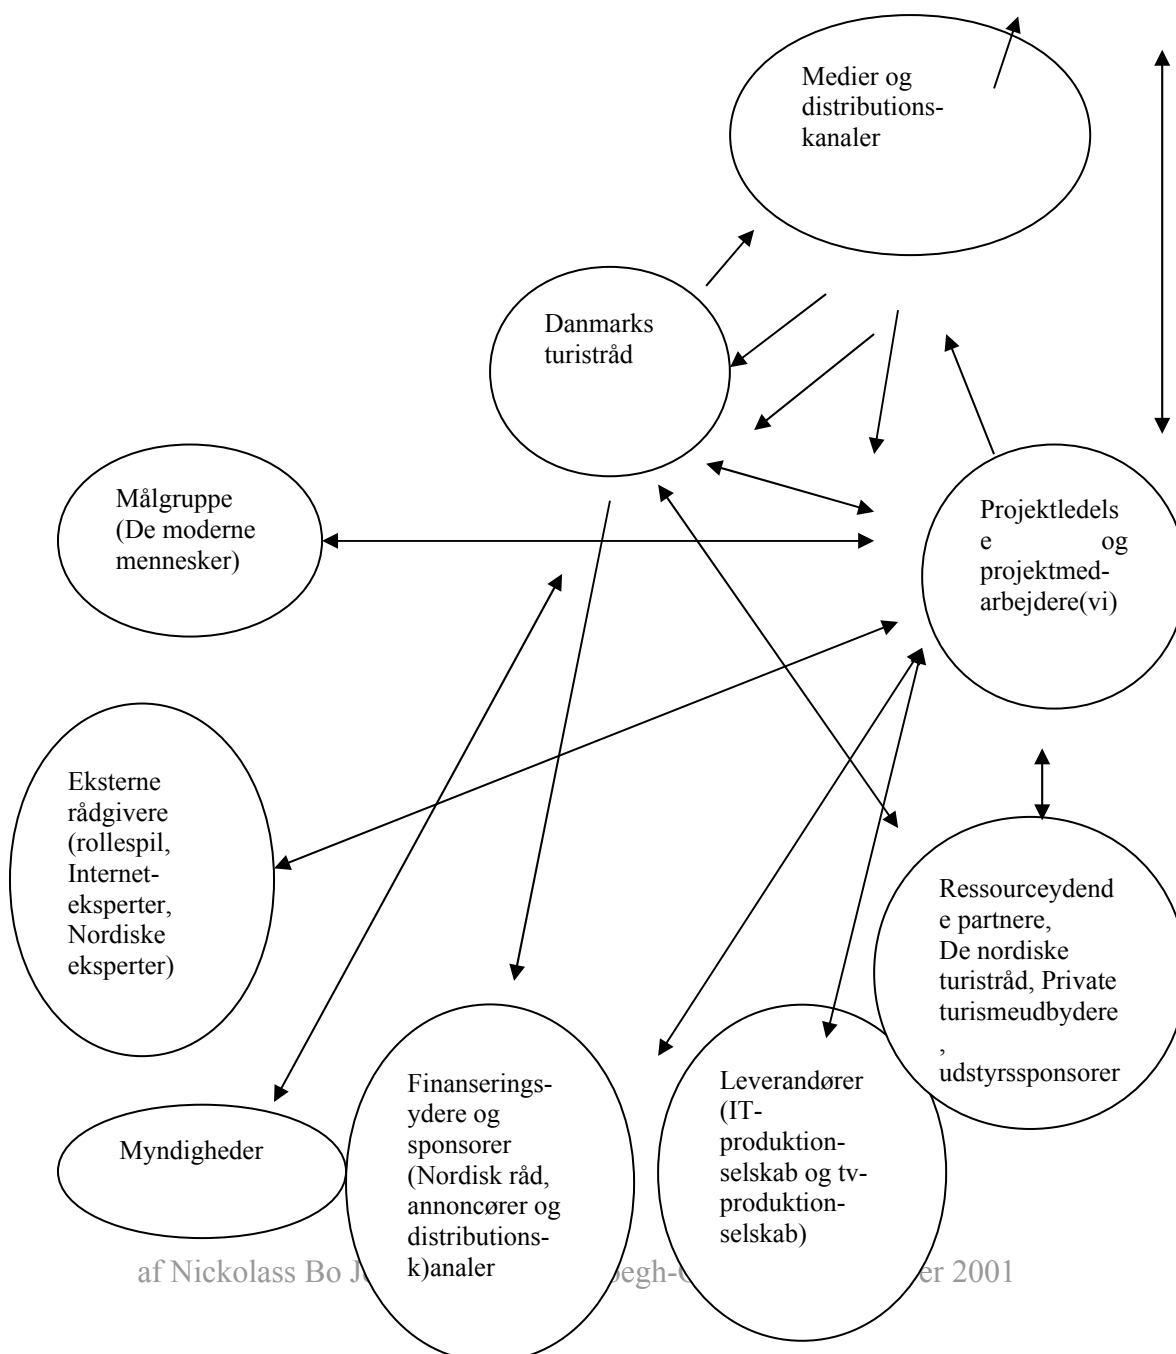 Medier og
distributions-
kanaler
Danmarks
turistråd
Målgruppe
(De moderne
mennesker)
Projektledels
e og
projektmed-
arbejdere(vi)
Eksterne
rådgivere
(rollespil,
Internet-
eksperter,
Nordiske
eksperter)
Ressourceydend
e partnere,
De nordiske
turistråd, Private
turismeudbydere
,
udstyrssponsorer
Finanserings-
ydere og
sponsorer
(Nordisk råd,
annoncører og
distributions-
k)analer
Leverandører
(IT-
produktion-
selskab og tv-
produktion-
selskab)
Myndigheder
af Nickolass Bo 2001